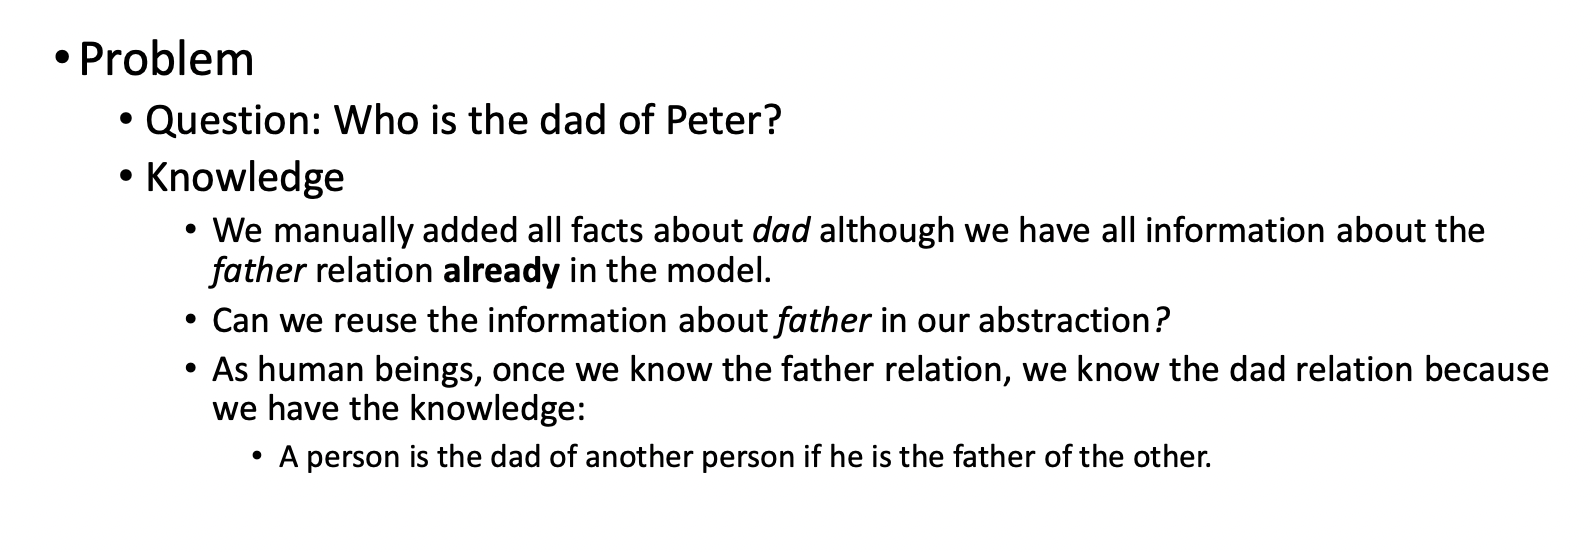 • Problem
• Question: Who is the dad of Peter?
• Knowledge
• We manually added all facts about dad although we have all information about the
father relation already in the model.
• Can we reuse the information about father in our abstraction?
• As human beings, once we know the father relation, we know the dad relation because
we have the knowledge:
• A person is the dad of another person if he is the father of the other.